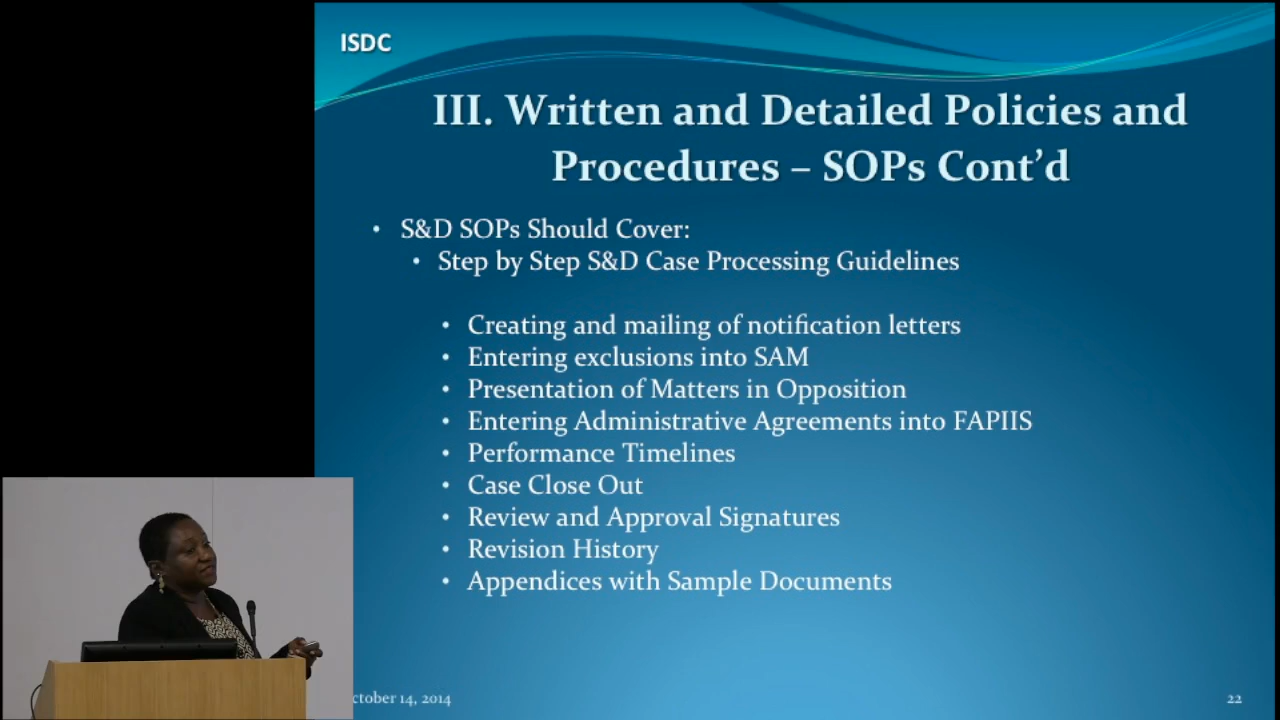 ISDC
III. Written and Detailed Policies and
Procedures – SOPs Cont’d
• S&D SOPs Should Cover:
• Step by Step S&D Case Processing Guidelines
• Creating and mailing of notification letters
• Entering exclusions into SAM
• Presentation of Matters in Opposition
• Entering Administrative Agreements into FAPIIS
• Performance Timelines
• Case Close Out
• Review and Approval Signatures
• Revision History
• Appendices with Sample Documents
ctober 14, 2014
22